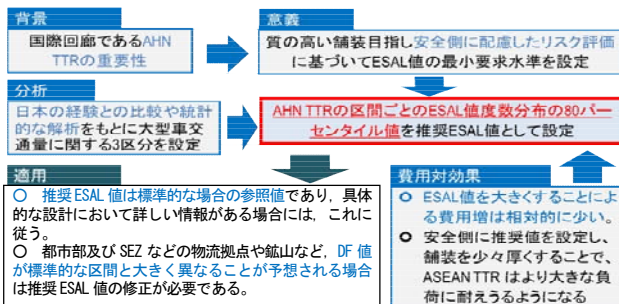 背景
国際回廊であるAHN
TTRの重要性
意義
質の高い舗装目指し安全側に配慮したリスク評価
に基づいてESAL値の最小要求水準を設定
分析
日本の経験との比較や統計
的な解析をもとに大型車交
通量に関する3区分を設定
AHN TTRの区間ごとのESAL値度数分布の80パー
センタイル値を推奨ESAL値として設定
適用
○ 推奨 ESAL 値は標準的な場合の参照値であり，具体
的な設計において詳しい情報がある場合には，これに
従う。
○ 都市部及び SEZ などの物流拠点や鉱山など，DF 値
が標準的な区間と大きく異なることが予想される場合
は推奨 ESAL 値の修正が必要である。
費用対効果
○ ESAL値を大きくすることによ
る費用増は相対的に少い。
○ 安全側に推奨値を設定し、
舗装を少々厚くすることで、
ASEAN TTR はより大きな負
荷に耐えうるようになる